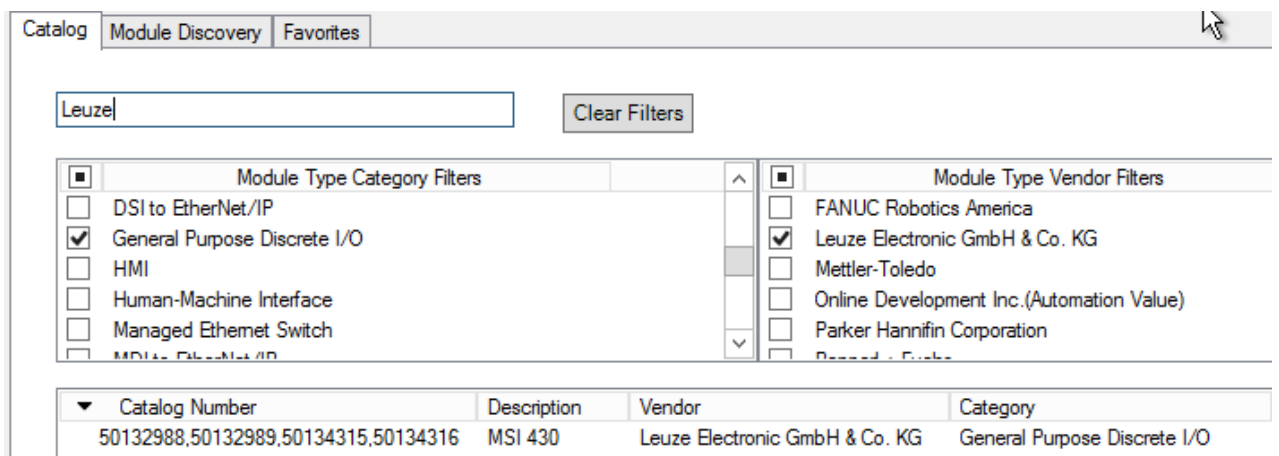 Catalog Module Discovery Favorites
Leuze Clear Filters
Module Type Category Filters Module Type Vendor Filters
DSI to EtherNet/IP FANUC Robotics America
General Purpose Discrete I/O Leuze Electronic GmbH & Co. KG
HMI Mettler-Toledo
Human-Machine Interface Online Development Inc.(Automation Value)
Managed Ethernet Switch Parker Hannifin Corporation
Catalog Number Description Vendor Category
50132988,50132989,50134315,50134316 MSI 430 Leuze Electronic GmbH & Co. KG General Purpose Discrete I/O